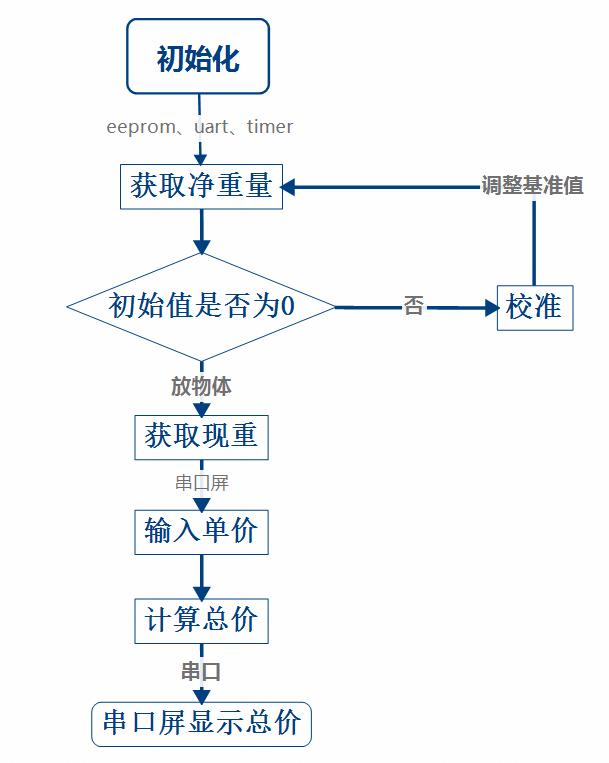 初始化
eeprom、uart、timer
获取净重量
调整基准值
初始值是否为0
否
校准
放物体
获取现重
串口屏
输入单价
计算总价
串口
串口屏显示总价